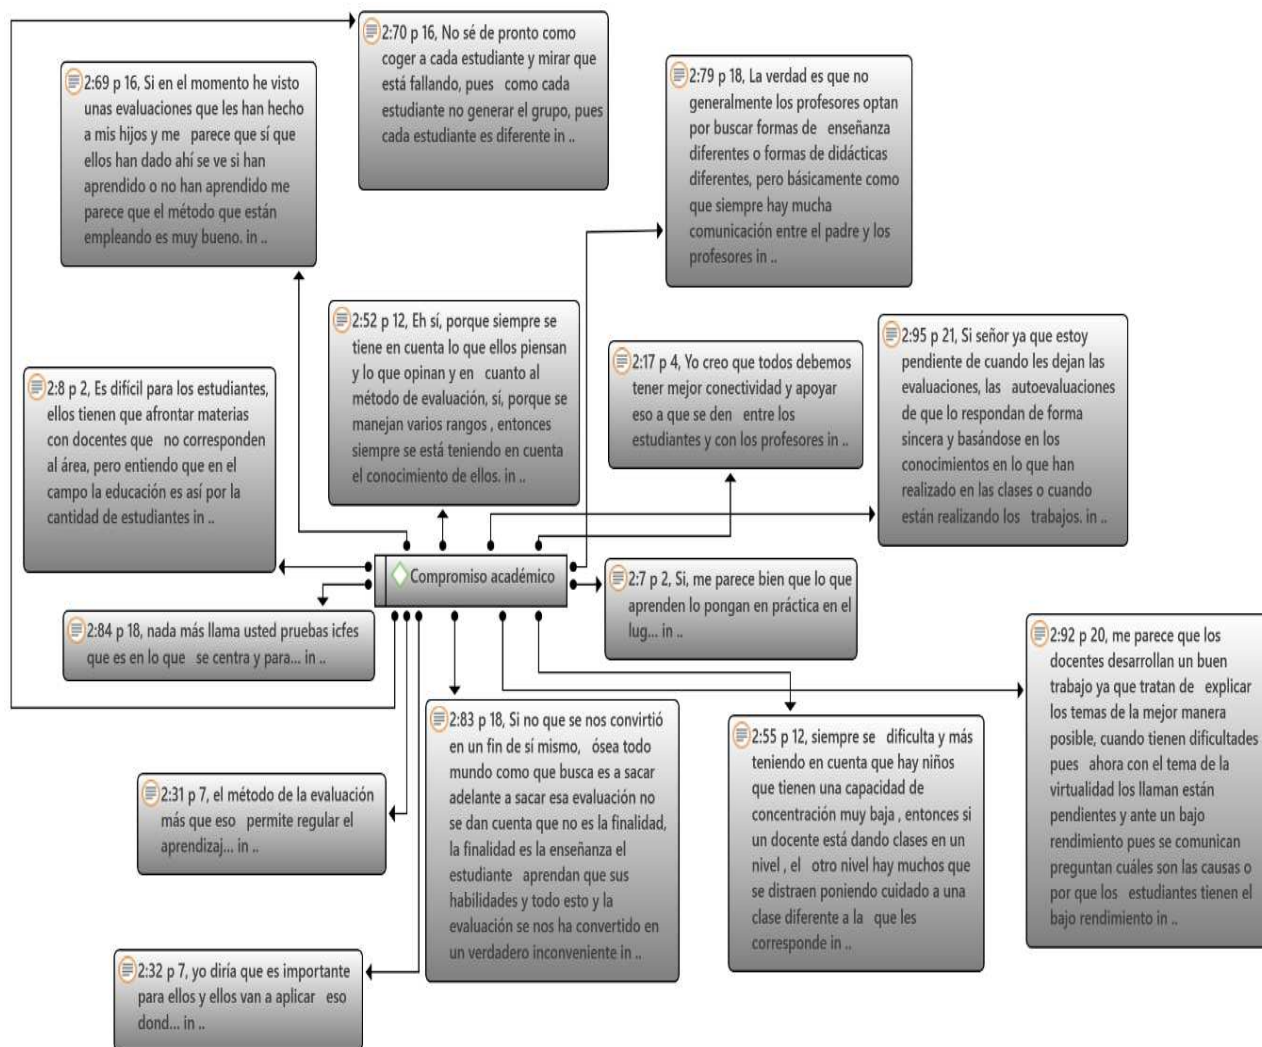 2:70 p 16, No sé de pronto como
coger a cada estudiante y mirar que
está fallando, pues como cada
estudiante no generar el grupo, pues
cada estudiante es diferente in ..
2:69 p 16, Si en el momento he visto
unas evaluaciones que les han hecho
a mis hijos y me parece que sí que
ellos han dado ahí se ve si han
aprendido o no han aprendido me
parece que el método que están
empleando es muy bueno. in ..
2:79 p 18, La verdad es que no
generalmente los profesores optan
por buscar formas de enseñanza
diferentes o formas de didácticas
diferentes, pero básicamente como
que siempre hay mucha
comunicación entre el padre y los
profesores in ..
2:52 p 12, Eh sí, porque siempre se
tiene en cuenta lo que ellos piensan
y lo que opinan y en cuanto al
método de evaluación, sí, porque se
manejan varios rangos , entonces
siempre se está teniendo en cuenta
el conocimiento de ellos. in ..
2:95 p 21, Si señor ya que estoy
pendiente de cuando les dejan las
evaluaciones, las autoevaluaciones
de que lo respondan de forma
sincera y basándose en los
conocimientos en lo que han
realizado en las clases o cuando
están realizando los trabajos. in ..
2:17 p 4, Yo creo que todos debemos
tener mejor conectividad y apoyar
eso a que se den entre los
estudiantes y con los profesores in ..
2:8 p 2, Es difícil para los estudiantes,
ellos tienen que afrontar materias
con docentes que no corresponden
al área, pero entiendo que en el
campo la educación es así por la
cantidad de estudiantes in ..
Compromiso académico
2:7 p 2, Si, me parece bien que lo que
aprenden lo pongan en práctica en el
lug... in ..
2:84 p 18, nada más llama usted pruebas icfes
que es en lo que se centra y para... in ..
2:92 p 20, me parece que los
docentes desarrollan un buen
trabajo ya que tratan de explicar
los temas de la mejor manera
posible, cuando tienen dificultades
pues ahora con el tema de la
virtualidad los llaman están
pendientes y ante un bajo
rendimiento pues se comunican
preguntan cuáles son las causas o
por que los estudiantes tienen el
bajo rendimiento in ..
2:83 p 18, Si no que se nos convirtió
en un fin de sí mismo, ósea todo
mundo como que busca es a sacar
adelante a sacar esa evaluación no
se dan cuenta que no es la finalidad,
la finalidad es la enseñanza el
estudiante aprendan que sus
habilidades y todo esto y la
evaluación se nos ha convertido en
un verdadero inconveniente in ..
2:55 p 12, siempre se dificulta y más
teniendo en cuenta que hay niños
que tienen una capacidad de
concentración muy baja , entonces si
un docente está dando clases en un
nivel , el otro nivel hay muchos que
se distraen poniendo cuidado a una
clase diferente a la que les
corresponde in ..
2:31 p 7, el método de la evaluación
más que eso permite regular el
aprendizaj... in ..
2:32 p 7, yo diría que es importante
para ellos y ellos van a aplicar eso
dond... in ..